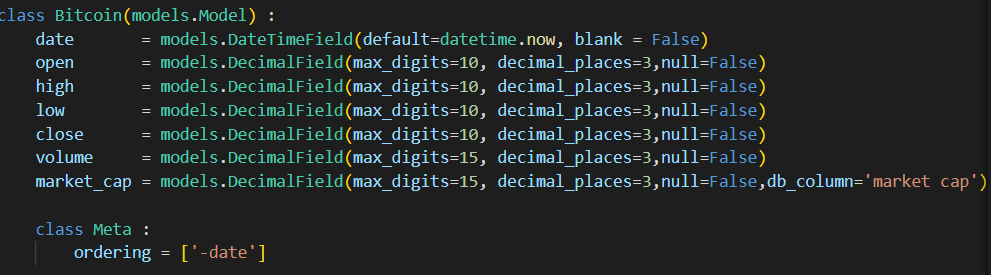 class Bitcoin(models.Model) :
    date       = models.DateTimeField(default=datetime.now, blank = False)
    open       = models.DecimalField(max_digits=10, decimal_places=3,null=False)
    high       = models.DecimalField(max_digits=10, decimal_places=3,null=False)
    low        = models.DecimalField(max_digits=10, decimal_places=3,null=False)
    close      = models.DecimalField(max_digits=10, decimal_places=3,null=False)
    volume     = models.DecimalField(max_digits=15, decimal_places=3,null=False)
    market_cap = models.DecimalField(max_digits=15, decimal_places=3,null=False,db_column='market cap')
    class Meta :
        ordering = ['-date']